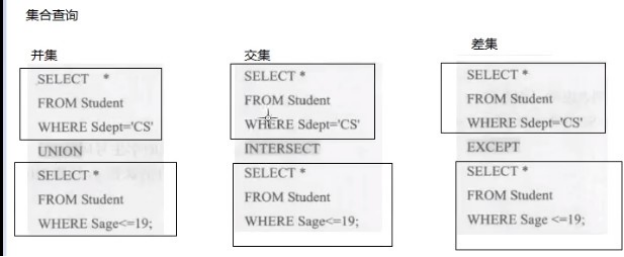 集合查询
并集
SELECT *
FROM Student
WHERE Sdept='CS'
UNION
SELECT *
FROM Student
WHERE Sage<=19;
交集
SELECT *
FROM Student
WHERE Sdept='CS'
INTERSECT
SELECT *
FROM Student
WHERE Sage<=19;
差集
SELECT *
FROM Student
WHERE Sdept='CS'
EXCEPT
SELECT *
FROM Student
WHERE Sage <=19;